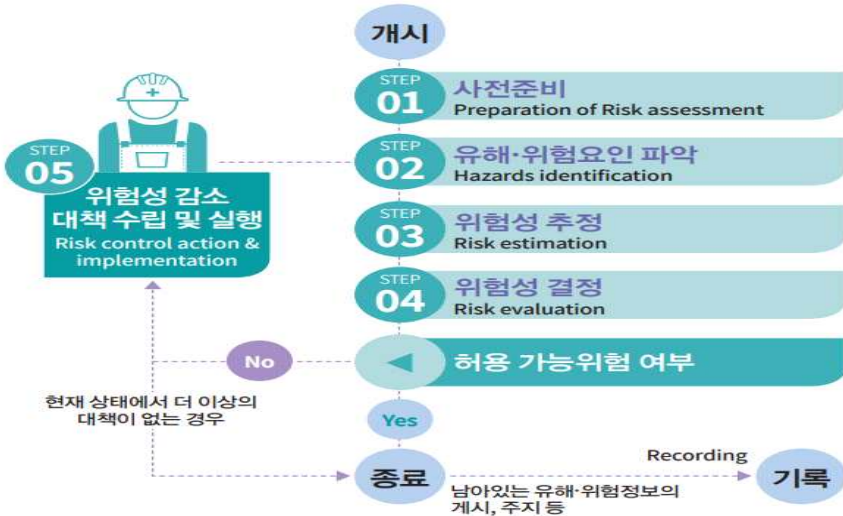 개시
STEP
01
사전준비
Preparation of Risk assessment
STEP
02
유해·위험요인 파악
Hazards identification
STEP
03
위험성 추정
Risk estimation
STEP
04
위험성 결정
Risk evaluation
STEP
05
위험성 감소
대책 수립 및 실행
Risk control action &
implementation
허용 가능위험 여부
No
Yes
현재 상태에서 더 이상의
대책이 없는 경우
종료
Recording
남아있는 유해·위험정보의
게시, 주지 등
기록